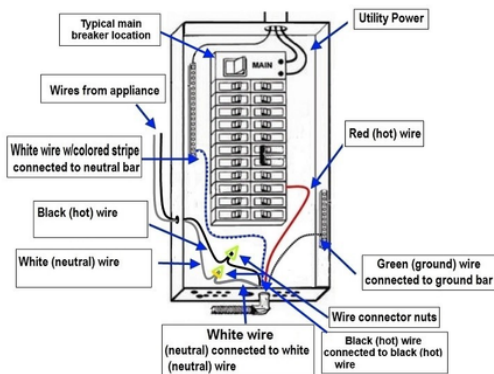 Typical main
breaker location
Utility Power
MAIN
Wires from appliance
Red (hot) wire
White wire w/colored stripe
connected to neutral bar
Black (hot) wire
White (neutral) wire
Green (ground) wire
connected to ground bar
Wire connector nuts
White wire
(neutral) connected to white
(neutral) wire
Black (hot) wire
connected to black (hot)
wire